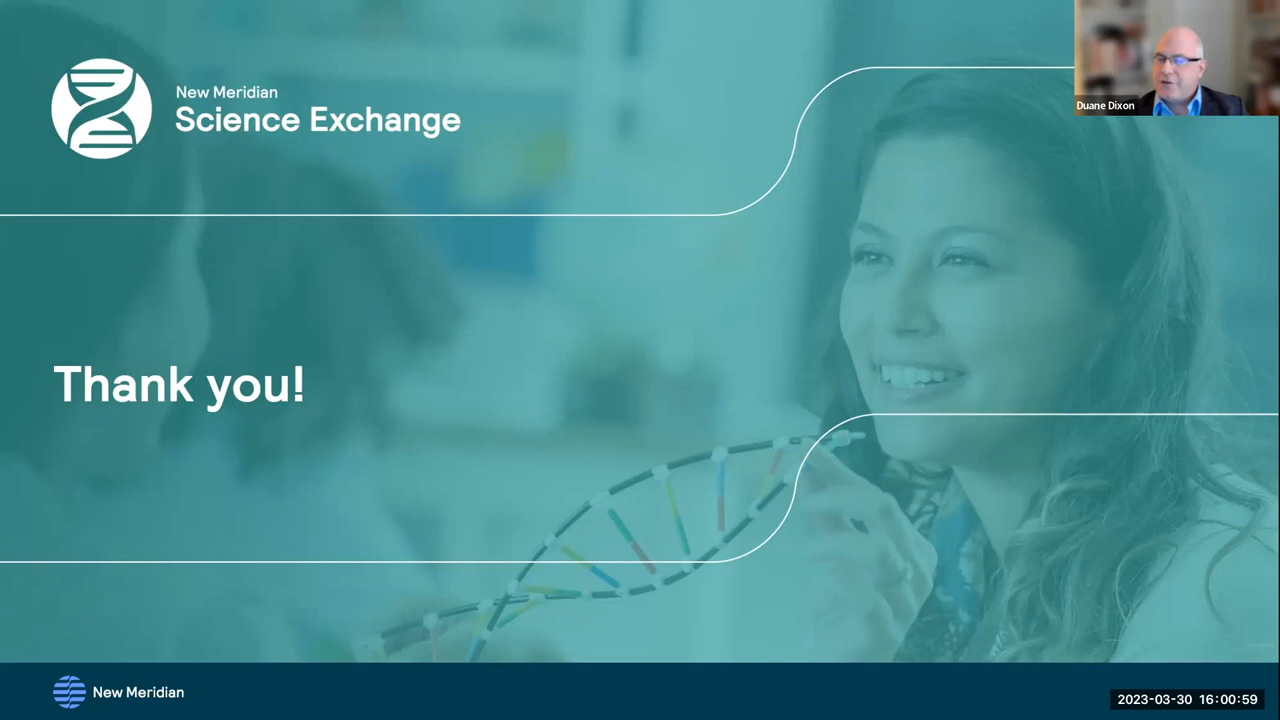 New Meridian
Science Exchange
Duane Dixon
Thank you!
New Meridian
2023-03-30 16:00:59